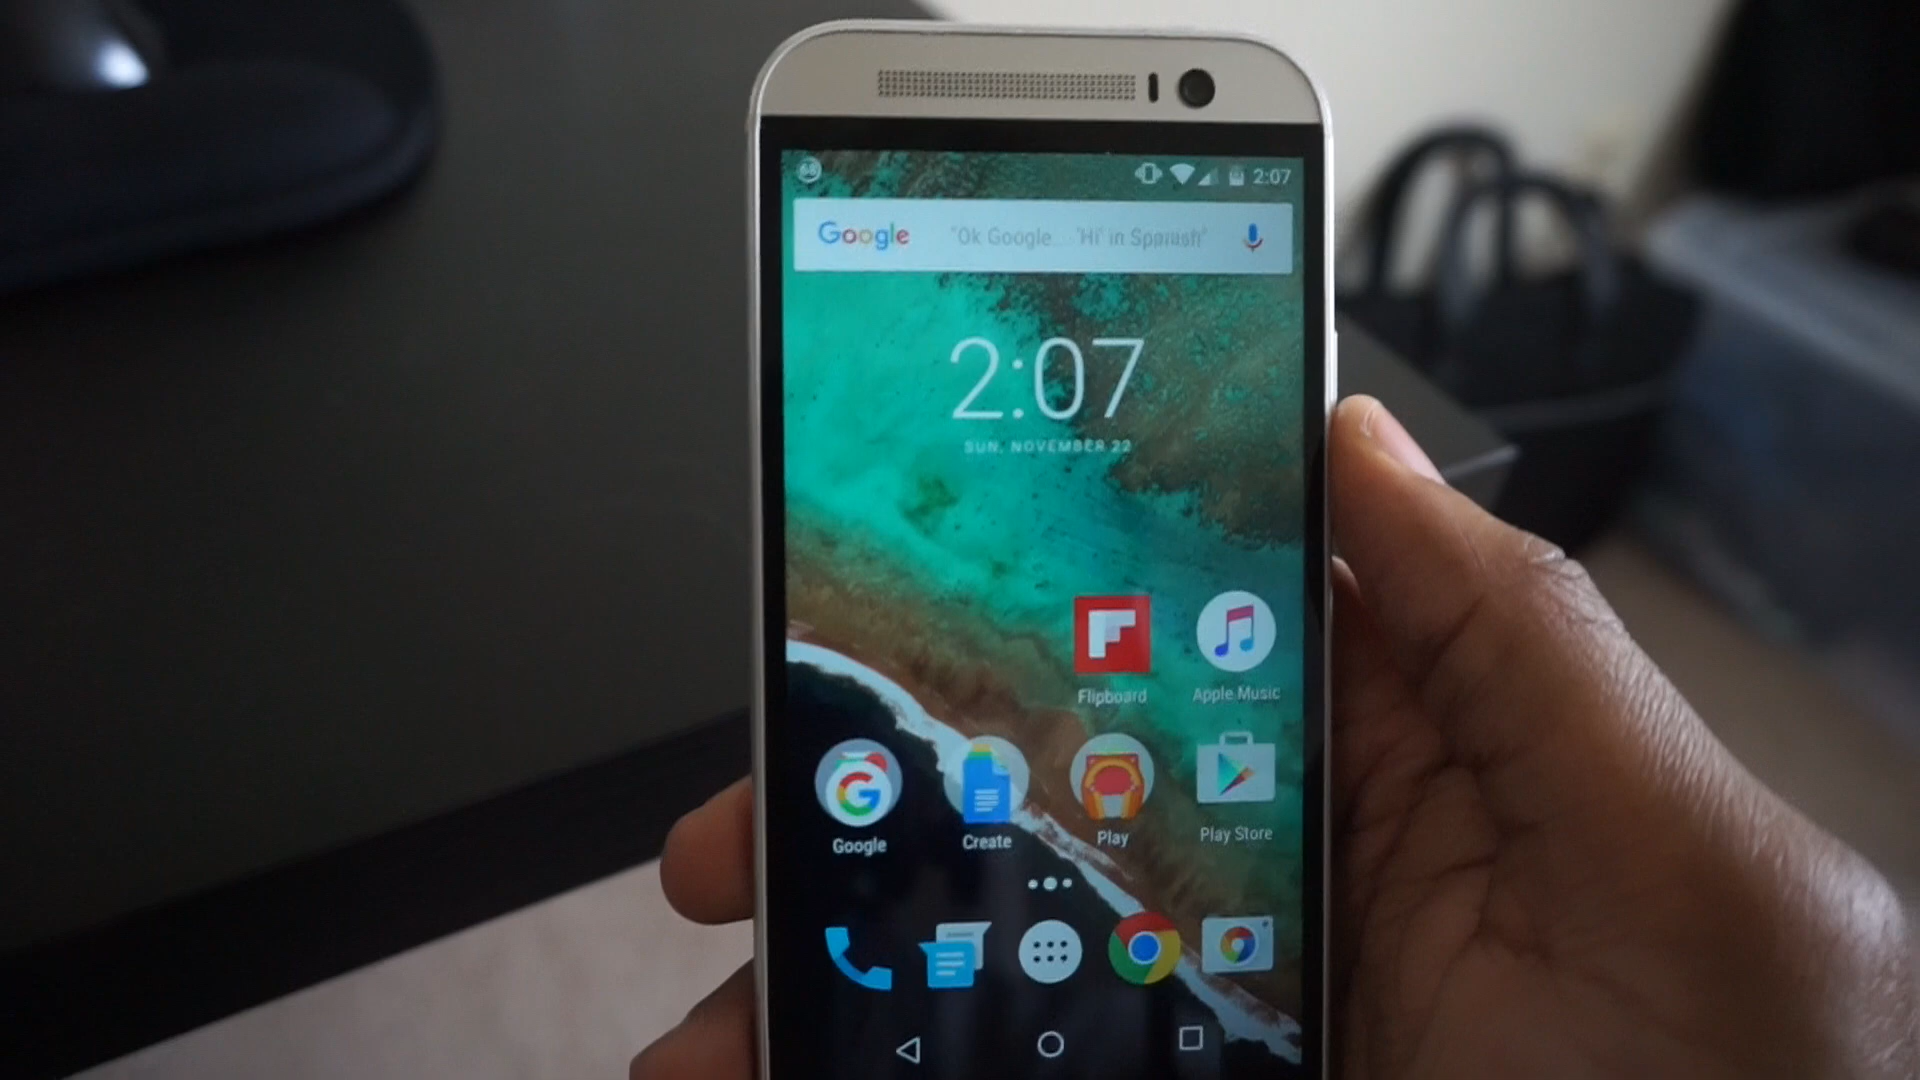 2:07
Google "Ok Google... 'Hi' in Spanish"
2:07
SUN, NOVEMBER 22
Flipboard Apple Music
Google Create Play Play Store